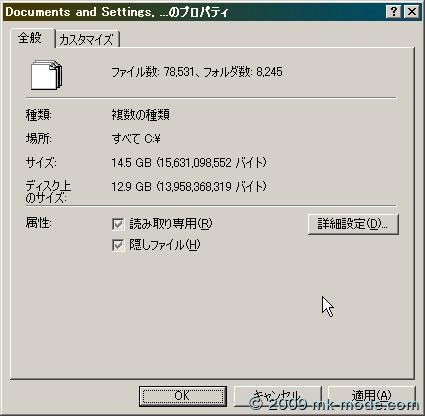 Documents and Settings, ...のプロパティ
全般 カスタマイズ
ファイル数: 78,531、フォルダ数: 8,245
種類: 複数の種類
場所: すべて C:¥
サイズ: 14.5 GB (15,631,098,552 バイト)
ディスク上のサイズ: 12.9 GB (13,958,368,319 バイト)
属性: 読み取り専用(R) 詳細設定(D)...
隠しファイル(H)
OK キャンセル 適用(A)
© 2009 mk-mode.com